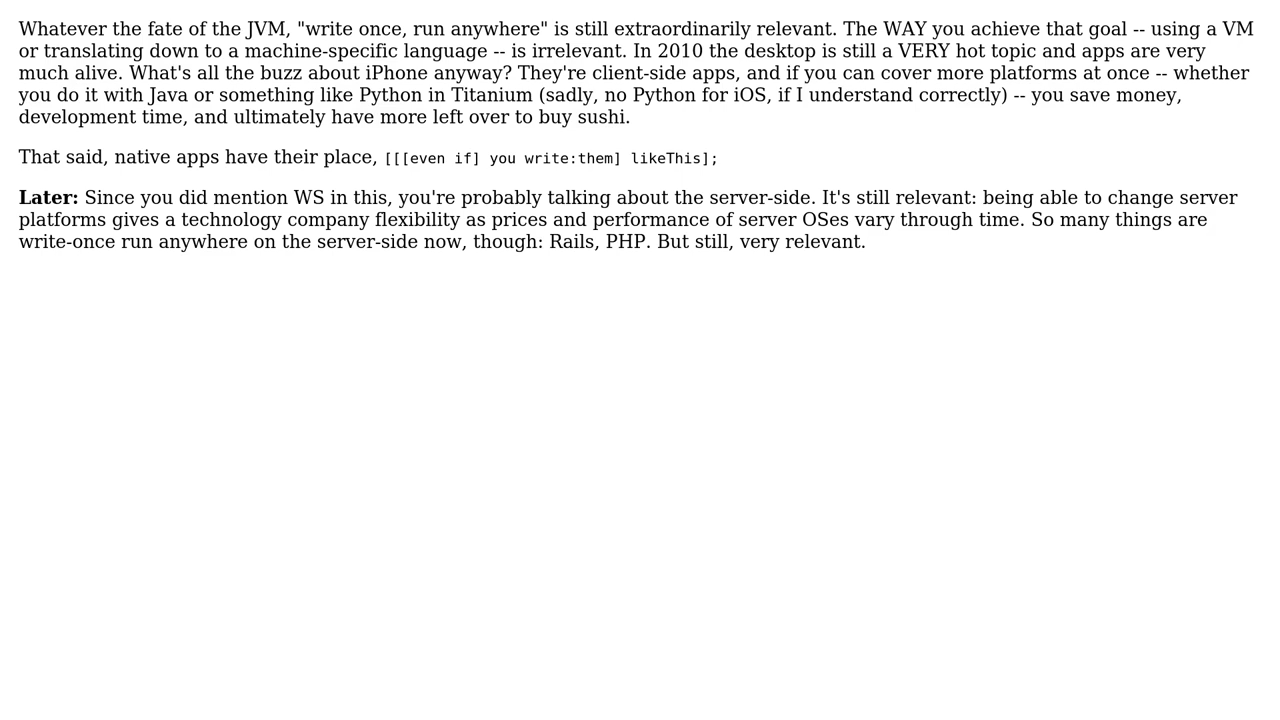 Whatever the fate of the JVM, "write once, run anywhere" is still extraordinarily relevant. The WAY you achieve that goal -- using a VM
or translating down to a machine-specific language -- is irrelevant. In 2010 the desktop is still a VERY hot topic and apps are very
much alive. What's all the buzz about iPhone anyway? They're client-side apps, and if you can cover more platforms at once -- whether
you do it with Java or something like Python in Titanium (sadly, no Python for iOS, if I understand correctly) -- you save money,
development time, and ultimately have more left over to buy sushi.
That said, native apps have their place, [[[even if] you write:them] likeThis];
Later: Since you did mention WS in this, you're probably talking about the server-side. It's still relevant: being able to change server
platforms gives a technology company flexibility as prices and performance of server OSes vary through time. So many things are
write-once run anywhere on the server-side now, though: Rails, PHP. But still, very relevant.